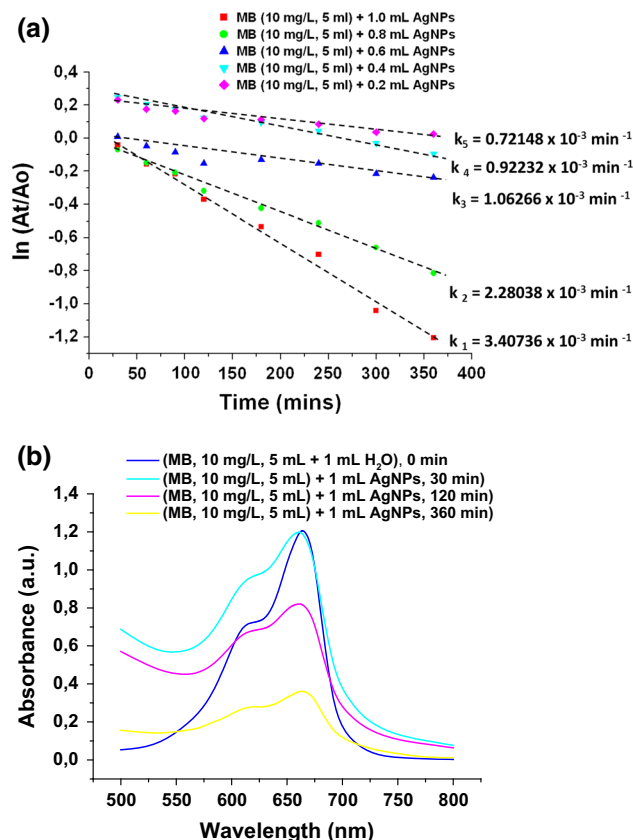 (a)
MB (10 mg/L, 5 ml) + 1.0 mL AgNPs
MB (10 mg/L, 5 ml) + 0.8 mL AgNPs
MB (10 mg/L, 5 ml) + 0.6 mL AgNPs
MB (10 mg/L, 5 ml) + 0.4 mL AgNPs
MB (10 mg/L, 5 ml) + 0.2 mL AgNPs
ln (At/Ao)
0,4
0,2
0,0
-0,2
-0,4
-0,6
-0,8
-1,0
-1,2
k5 = 0.72148 x 10-3 min -1
k 4 = 0.92232 x 10-3 min -1
k3 = 1.06266 x 10-3 min -1
k 2 = 2.28038 x 10-3 min -1
k 1 = 3.40736 x 10-3 min -1
0 50 100 150 200 250 300 350 400
Time (mins)
(b)
(MB, 10 mg/L, 5 mL + 1 mL H2O), 0 min
(MB, 10 mg/L, 5 mL) + 1 mL AgNPs, 30 min)
(MB, 10 mg/L, 5 mL) + 1 mL AgNPs, 120 min)
(MB, 10 mg/L, 5 mL) + 1 mL AgNPs, 360 min)
Absorbance (a.u.)
1,4
1,2
1,0
0,8
0,6
0,4
0,2
0,0
500 550 600 650 700 750 800
Wavelength (nm)